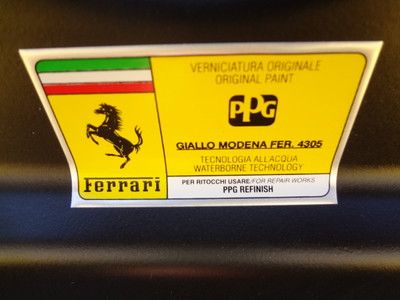 VERNICIATURA ORIGINALE
ORIGINAL PAINT
PPG
GIALLO MODENA FER. 4305
TECNOLOGIA ALL'ACQUA
WATERBORNE TECHNOLOGY
Ferrari
PER RITOCCHI USARE/FOR REPAIR WORKS
PPG REFINISH